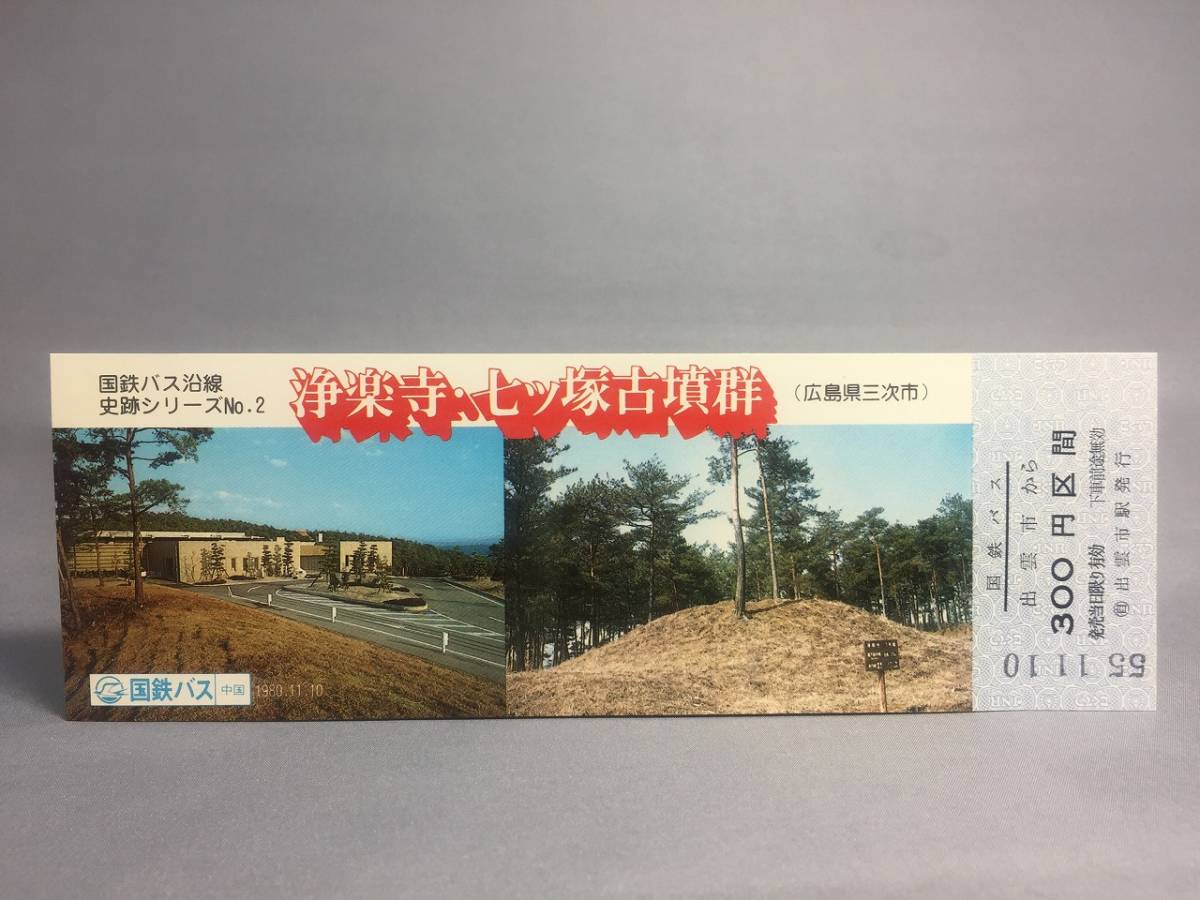 国鉄バス沿線
史跡シリーズNo.2
浄楽寺・七ッ塚古墳群
(広島県三次市)
国鉄バス
中国
1980.11.10
国鉄バス
出雲市から
300円区間
発売当日限り有効 下車前途無効
出雲市駅発行
55.11.10